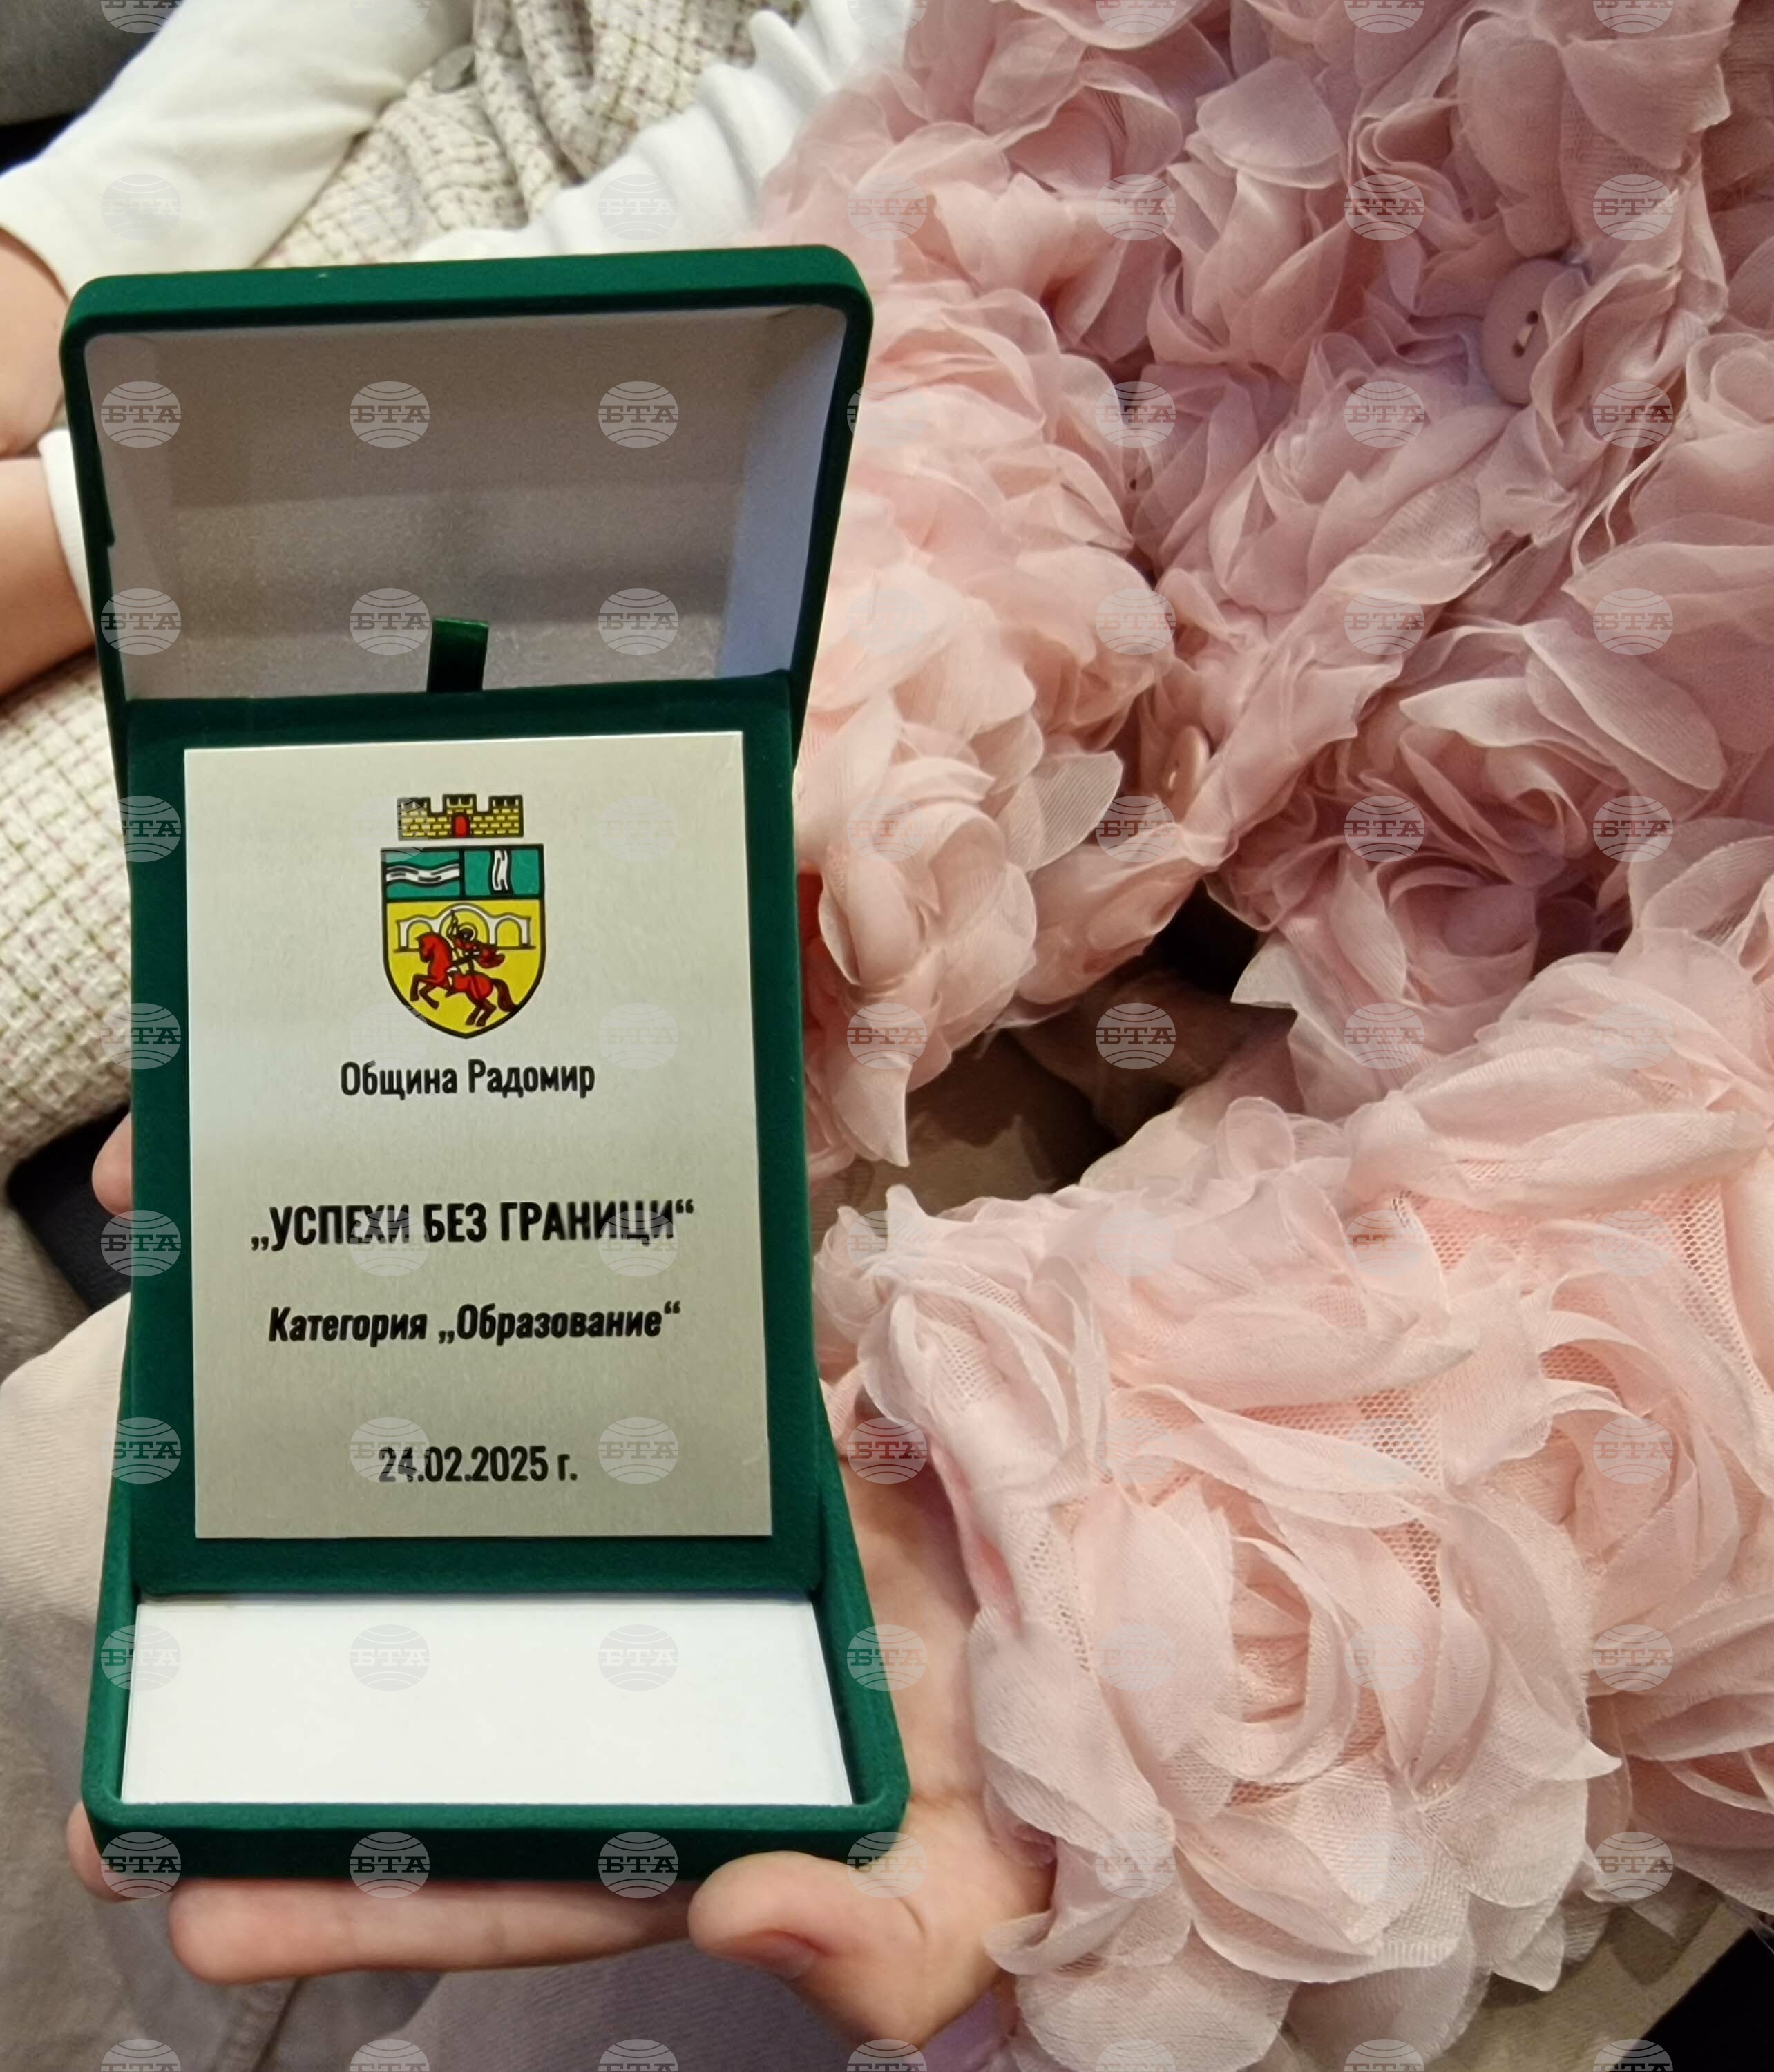 Община Радомир
„УСПЕХИ БЕЗ ГРАНИЦИ“
Категория „Образование“
24.02.2025 г.
БТА